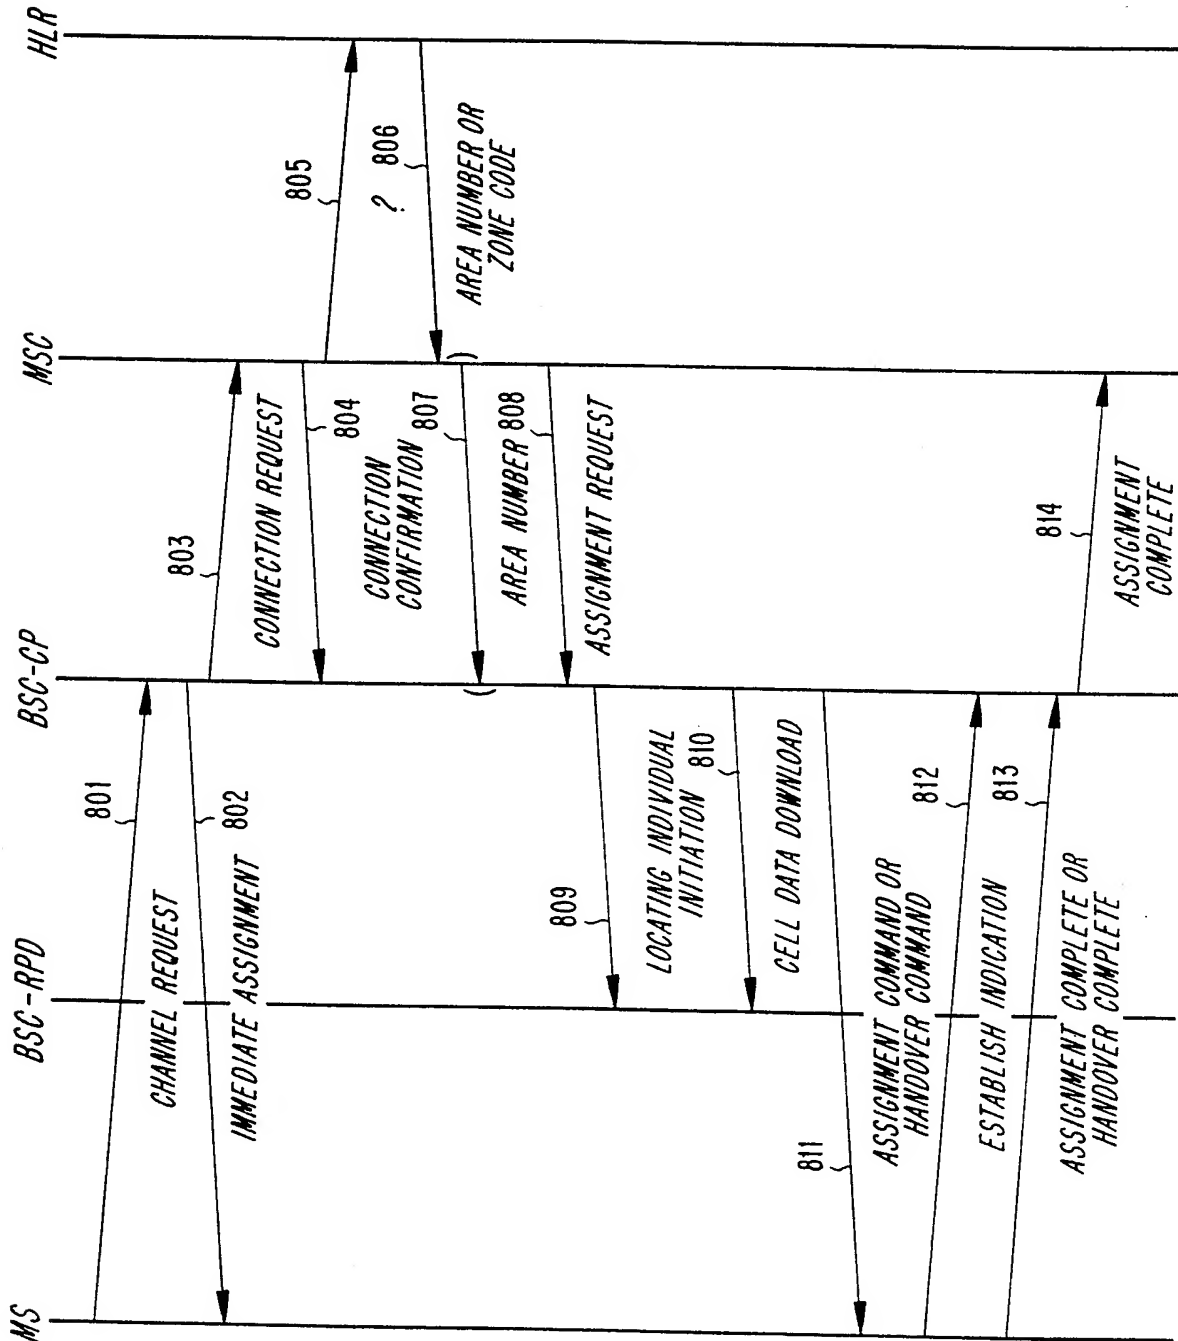 MS
BSC-RPD
BSC-CP
MSC
HLR
801
CHANNEL REQUEST
802
IMMEDIATE ASSIGNMENT
803
CONNECTION REQUEST
804
CONNECTION
CONFIRMATION
805
?
806
AREA NUMBER OR
ZONE CODE
807
AREA NUMBER
808
ASSIGNMENT REQUEST
809
LOCATING INDIVIDUAL
INITIATION
810
CELL DATA DOWNLOAD
811
ASSIGNMENT COMMAND OR
HANDOVER COMMAND
812
ESTABLISH INDICATION
813
ASSIGNMENT COMPLETE OR
HANDOVER COMPLETE
814
ASSIGNMENT
COMPLETE